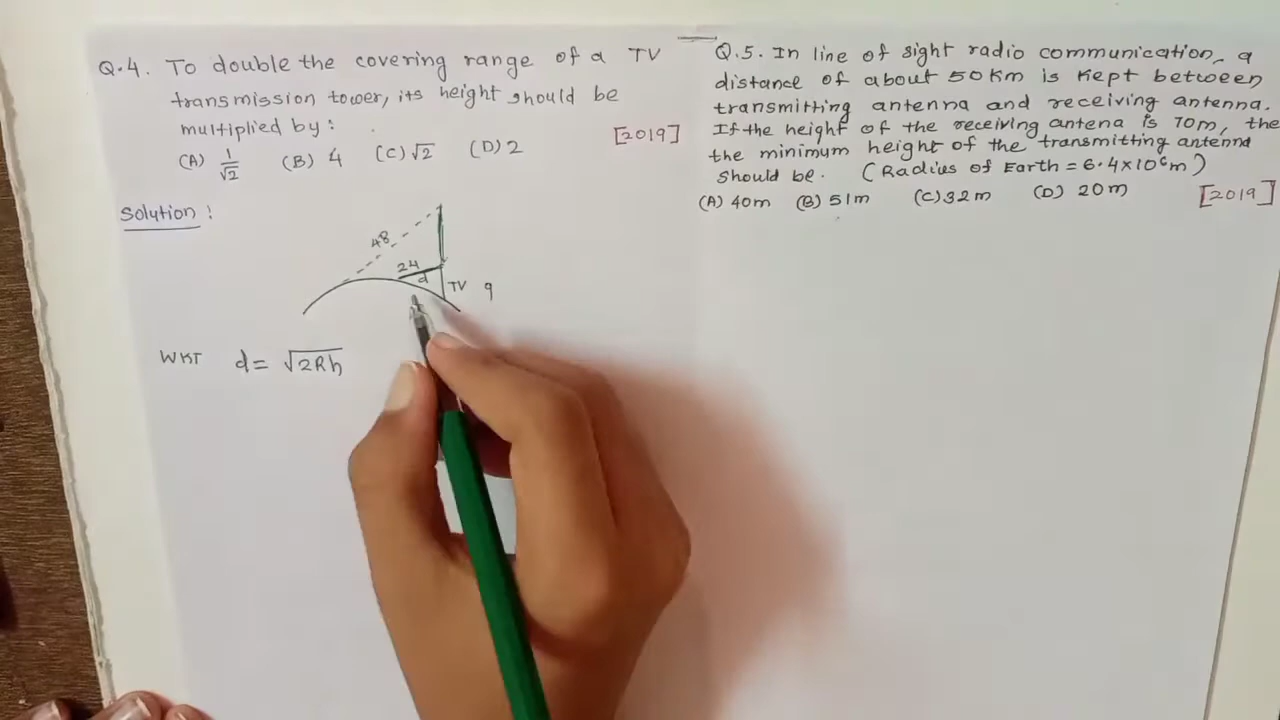 Q.4. To double the covering range of a TV
transmission tower, its height should be
multiplied by:
[2019]
(A) 1/√2 (B) 4 (C) √2 (D) 2
Solution:
48
24
d
TV 9
WKT d = √2Rh
Q.5. In line of sight radio communication, a
distance of about 50Km is kept between
transmitting antenna and receiving antenna.
If the height of the receiving antena is 70m, the
the minimum height of the transmitting antenna
should be. (Radius of Earth = 6.4×10⁶m)
(A) 40m (B) 51m (C) 32m (D) 20m [2019]